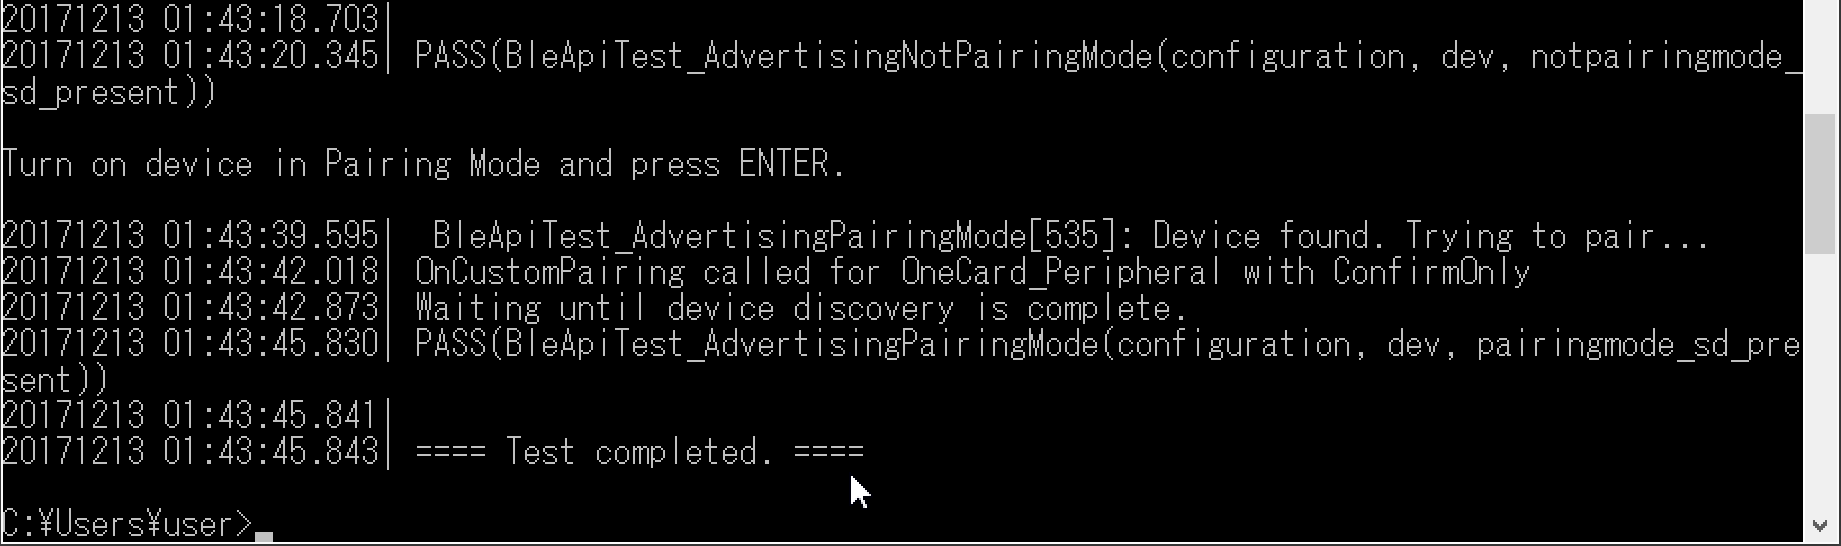 20171213 01:43:18.703|
20171213 01:43:20.345| PASS(BleApiTest_AdvertisingNotPairingMode(configuration, dev, notpairingmode_
sd_present))
Turn on device in Pairing Mode and press ENTER.
20171213 01:43:39.595|  BleApiTest_AdvertisingPairingMode[535]: Device found. Trying to pair...
20171213 01:43:42.018| OnCustomPairing called for OneCard_Peripheral with ConfirmOnly
20171213 01:43:42.873| Waiting until device discovery is complete.
20171213 01:43:45.830| PASS(BleApiTest_AdvertisingPairingMode(configuration, dev, pairingmode_sd_pre
sent))
20171213 01:43:45.841|
20171213 01:43:45.843| ==== Test completed. ====
C:¥Users¥user>